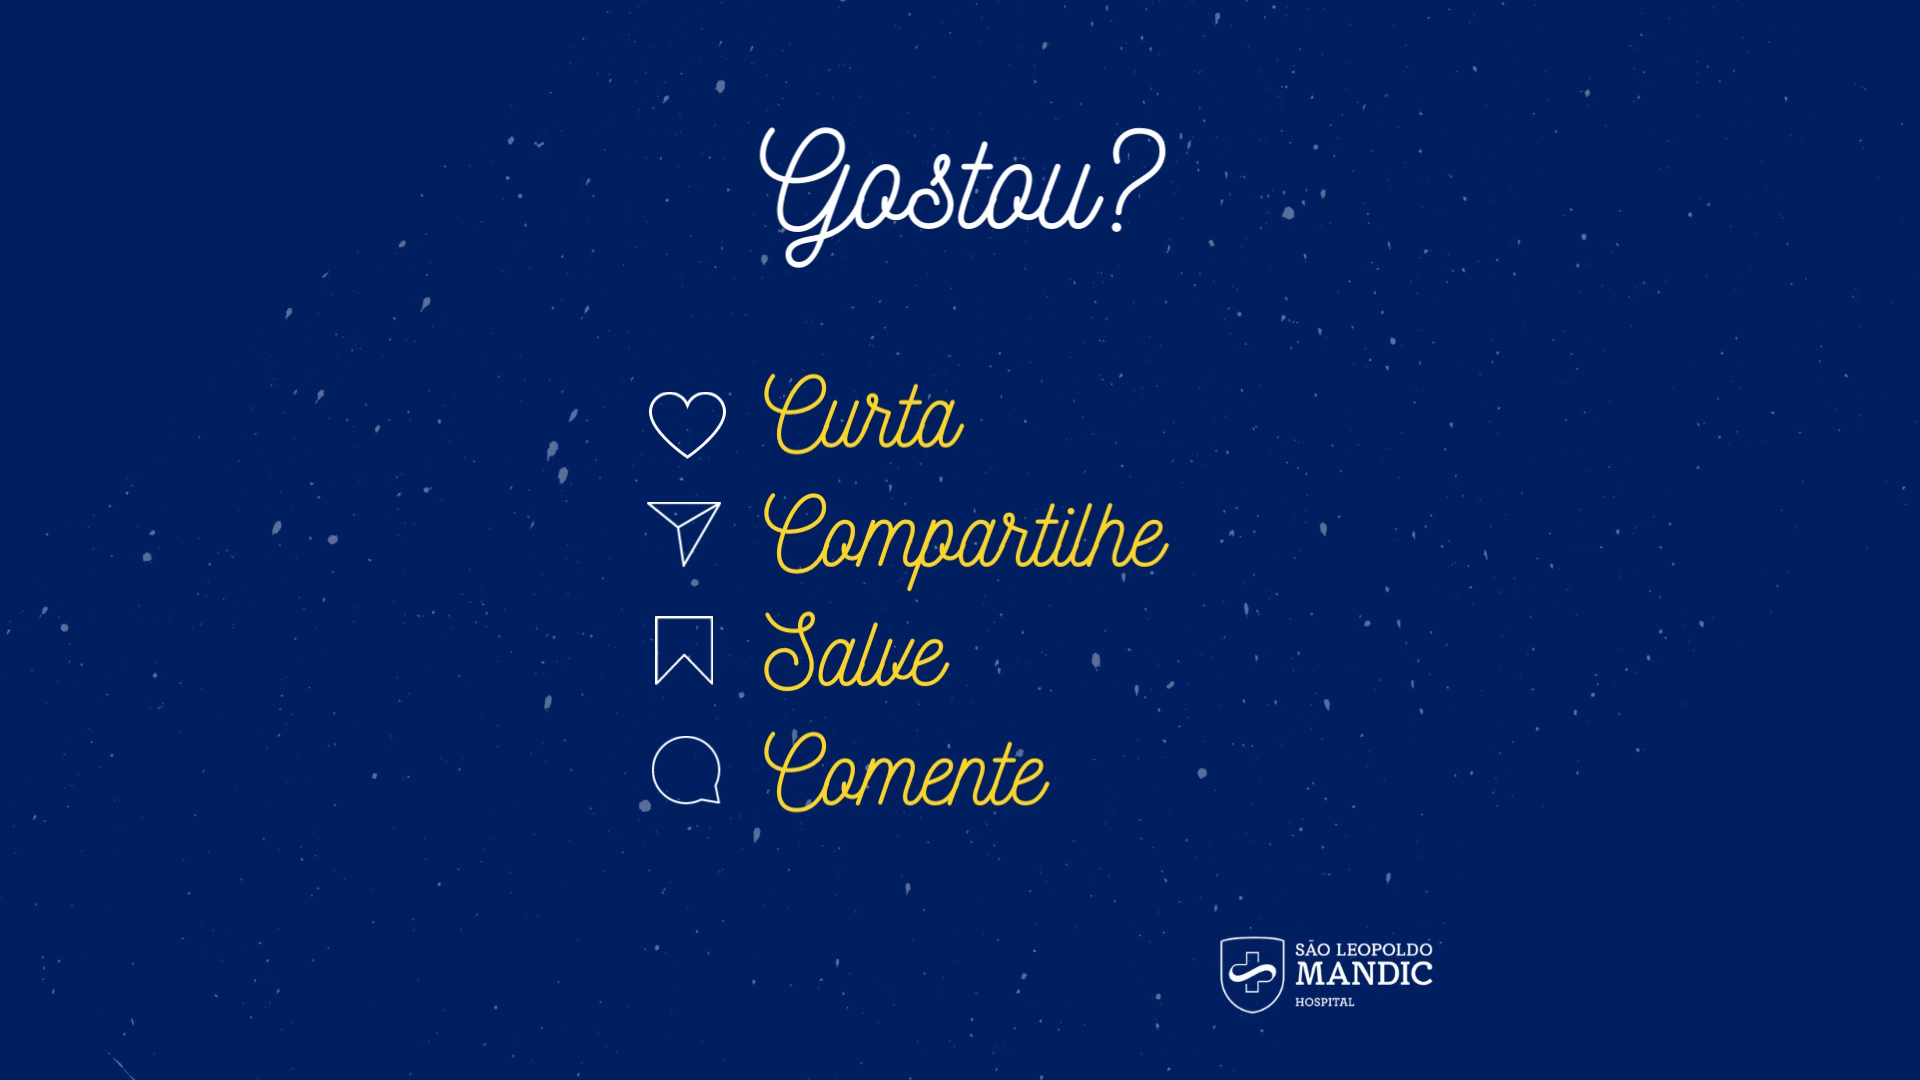 Gostou?
Curta
Compartilhe
Salve
Comente
SÃO LEOPOLDO
MANDIC
HOSPITAL